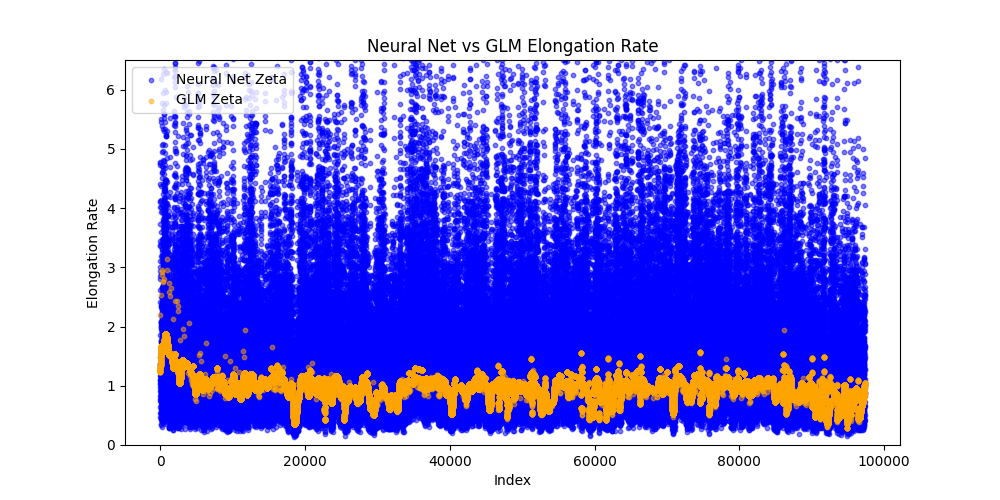 Neural Net vs GLM Elongation Rate
Neural Net Zeta
GLM Zeta
Elongation Rate
6
5
4
3
2
1
0
0
20000
40000
60000
80000
100000
Index